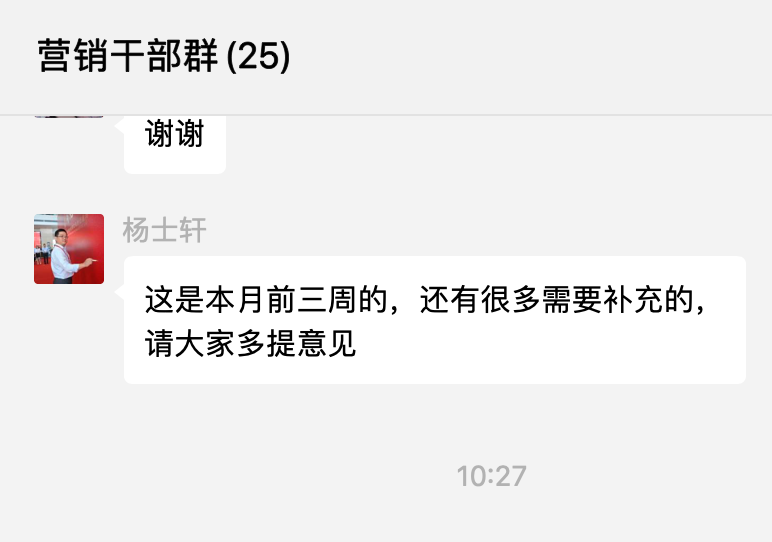 营销干部群 (25)
谢谢
杨士轩
这是本月前三周的，还有很多需要补充的，
请大家多提意见
10:27